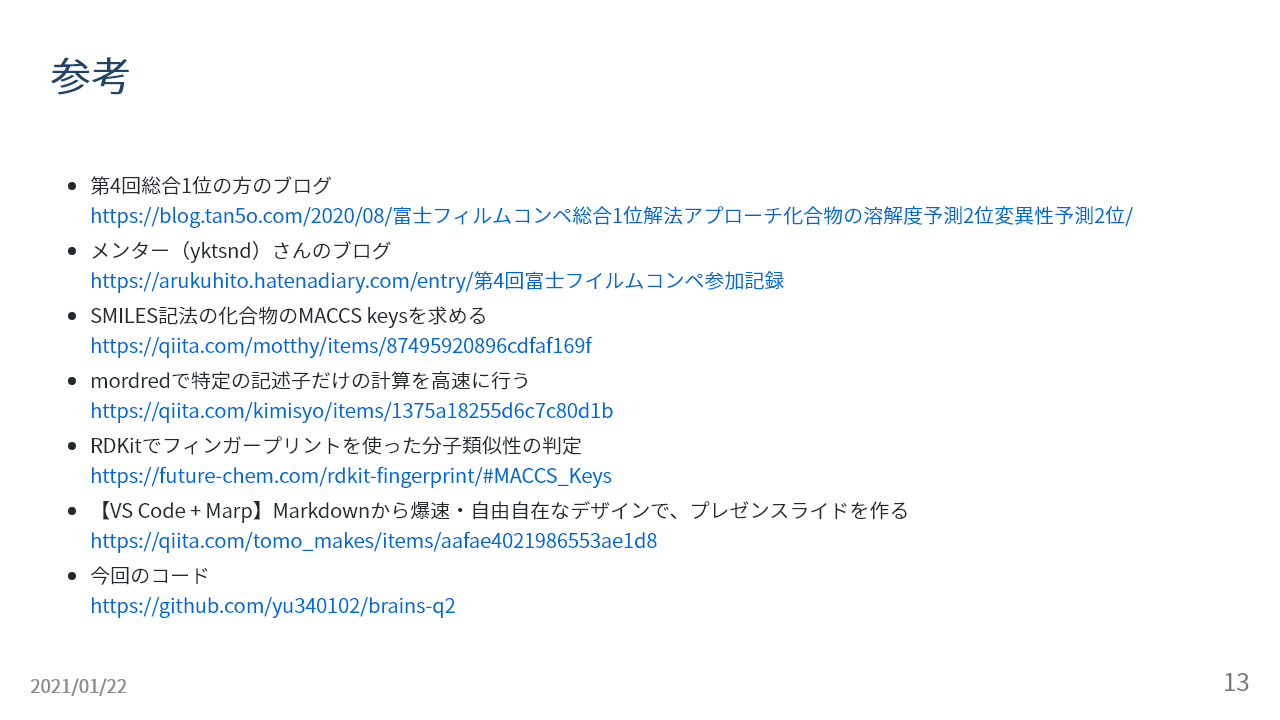 参考
第4回総合1位の方のブログ
https://blog.tan5o.com/2020/08/富士フィルムコンペ総合1位解法アプローチ化合物の溶解度予測2位変異性予測2位/
メンター（yktsnd）さんのブログ
https://arukuhito.hatenadiary.com/entry/第4回富士フイルムコンペ参加記録
SMILES記法の化合物のMACCS keysを求める
https://qiita.com/motthy/items/87495920896cdfaf169f
mordredで特定の記述子だけの計算を高速に行う
https://qiita.com/kimisyo/items/1375a18255d6c7c80d1b
RDKitでフィンガープリントを使った分子類似性の判定
https://future-chem.com/rdkit-fingerprint/#MACCS_Keys
【VS Code + Marp】Markdownから爆速・自由自在なデザインで、プレゼンスライドを作る
https://qiita.com/tomo_makes/items/aafae4021986553ae1d8
今回のコード
https://github.com/yu340102/brains-q2
2021/01/22
13